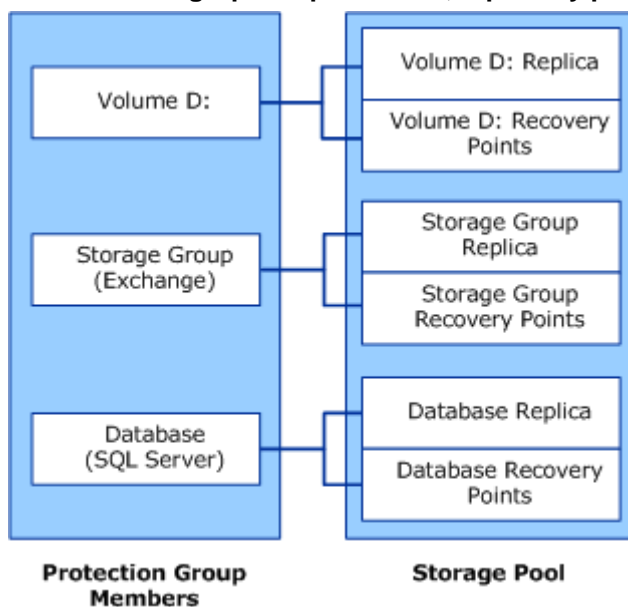 Volume D:
Volume D: Replica
Volume D: Recovery
Points
Storage Group
(Exchange)
Storage Group
Replica
Storage Group
Recovery Points
Database
(SQL Server)
Database Replica
Database Recovery
Points
Protection Group
Members
Storage Pool